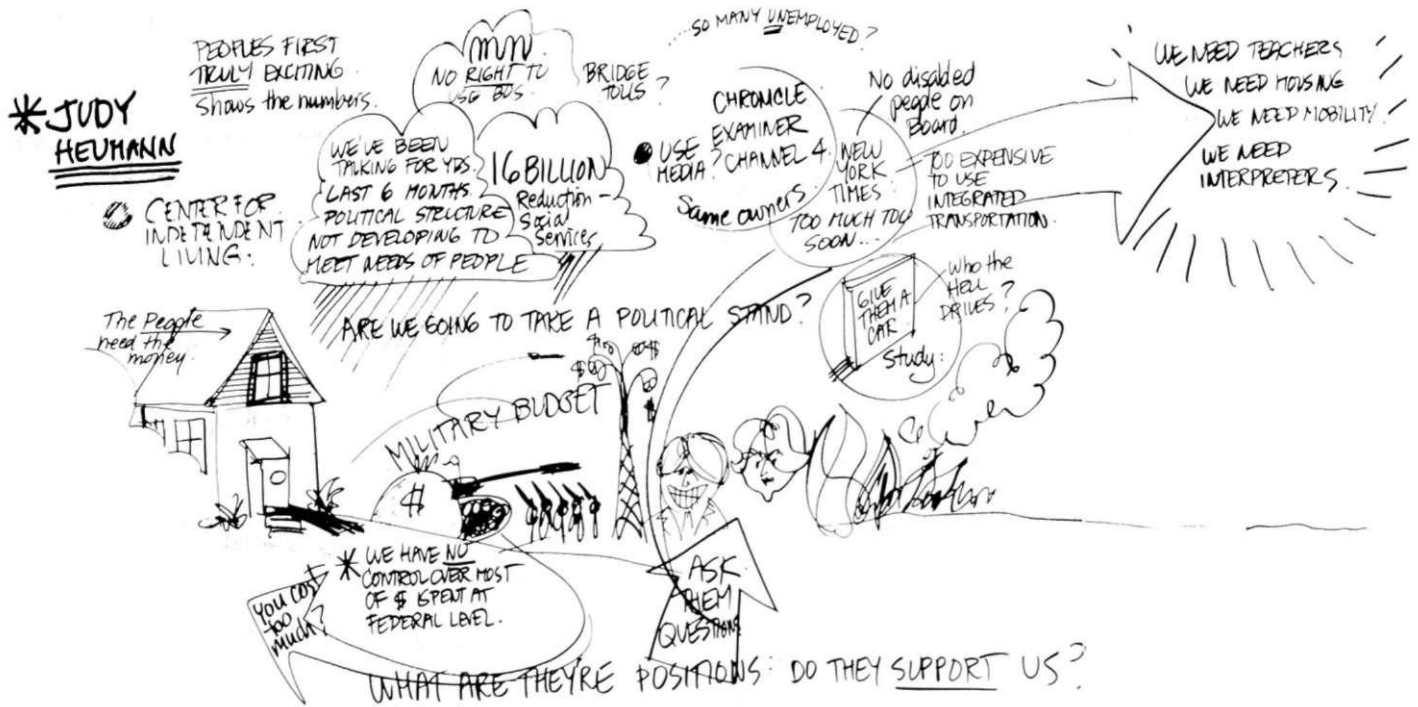 * JUDY
HEUMANN
PEOPLES FIRST
TRULY EXCITING
shows the numbers.
CENTER FOR
INDEPENDENT
LIVING:
NO RIGHT TO
USE BDS.
BRIDGE
TOLLS?
WE'VE BEEN
TALKING FOR YRS.
LAST 6 MONTHS.
POLITICAL STRUCTURE
NOT DEVELOPING TO
MEET NEEDS OF PEOPLE
16 BILLION
Reduction -
Social
Services
...SO MANY UNEMPLOYED?
USE
MEDIA?
CHRONICLE
EXAMINER
CHANNEL 4.
Same owners
No disabled
people on
Board.
NEW
YORK
TIMES:
TOO MUCH TOO
SOON...
TOO EXPENSIVE
TO USE
INTEGRATED
TRANSPORTATION.
WE NEED TEACHERS
WE NEED HOUSING
WE NEED MOBILITY
WE NEED
INTERPRETERS.
ARE WE GOING TO TAKE A POLITICAL STAND?
GIVE
THEM A
CAR
Study:
Who the
HELL
DRIVES?
The People
need the
money.
MILITARY BUDGET
$
* WE HAVE NO
CONTROL OVER MOST
OF $ SPENT AT
FEDERAL LEVEL.
You cost
too
much?
ASK
THEM
QUESTIONS
WHAT ARE THEYRE POSITIONS: DO THEY SUPPORT US?